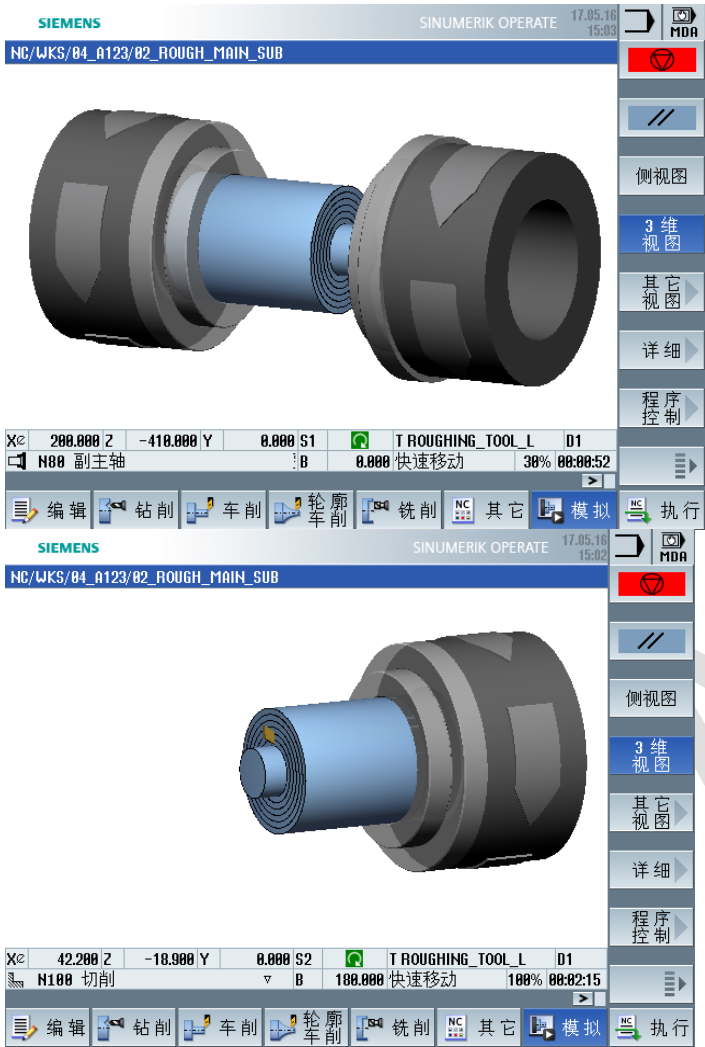 SIEMENS SINUMERIK OPERATE 17.05.16 15:03 MDA
NC/WKS/04_A123/02_ROUGH_MAIN_SUB
侧视图
3 维
视 图
其 它
视 图
详 细
程 序
控 制
X∅ 200.000 Z -410.000 Y 0.000 S1 T ROUGHING_TOOL_L D1
N80 副主轴 B 0.000 快速移动 30% 00:00:52
>
编 辑 钻 削 车 削 轮 廓 车 削 铣 削 NC 其 它 模 拟 NC 执 行
SIEMENS SINUMERIK OPERATE 17.05.16 15:02 MDA
NC/WKS/04_A123/02_ROUGH_MAIN_SUB
侧视图
3 维
视 图
其 它
视 图
详 细
程 序
控 制
X∅ 42.200 Z -18.900 Y 0.000 S2 T ROUGHING_TOOL_L D1
N100 切削 ▽ B 180.000 快速移动 100% 00:02:15
>
编 辑 钻 削 车 削 轮 廓 车 削 铣 削 NC 其 它 模 拟 NC 执 行